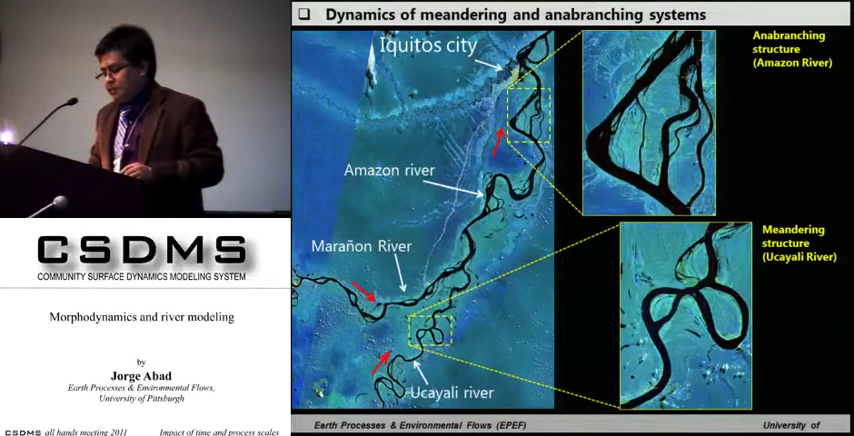 ❑ Dynamics of meandering and anabranching systems
Iquitos city
Amazon river
Marañon River
Ucayali river
Anabranching
structure
(Amazon River)
Meandering
structure
(Ucayali River)
Earth Processes & Environmental Flows (EPEF)
University of
CSDMS
COMMUNITY SURFACE DYNAMICS MODELING SYSTEM
Morphodynamics and river modeling
by
Jorge Abad
Earth Processes & Environmental Flows,
University of Pittsburgh
CSDMS all hands meeting 2011
Impact of time and process scales